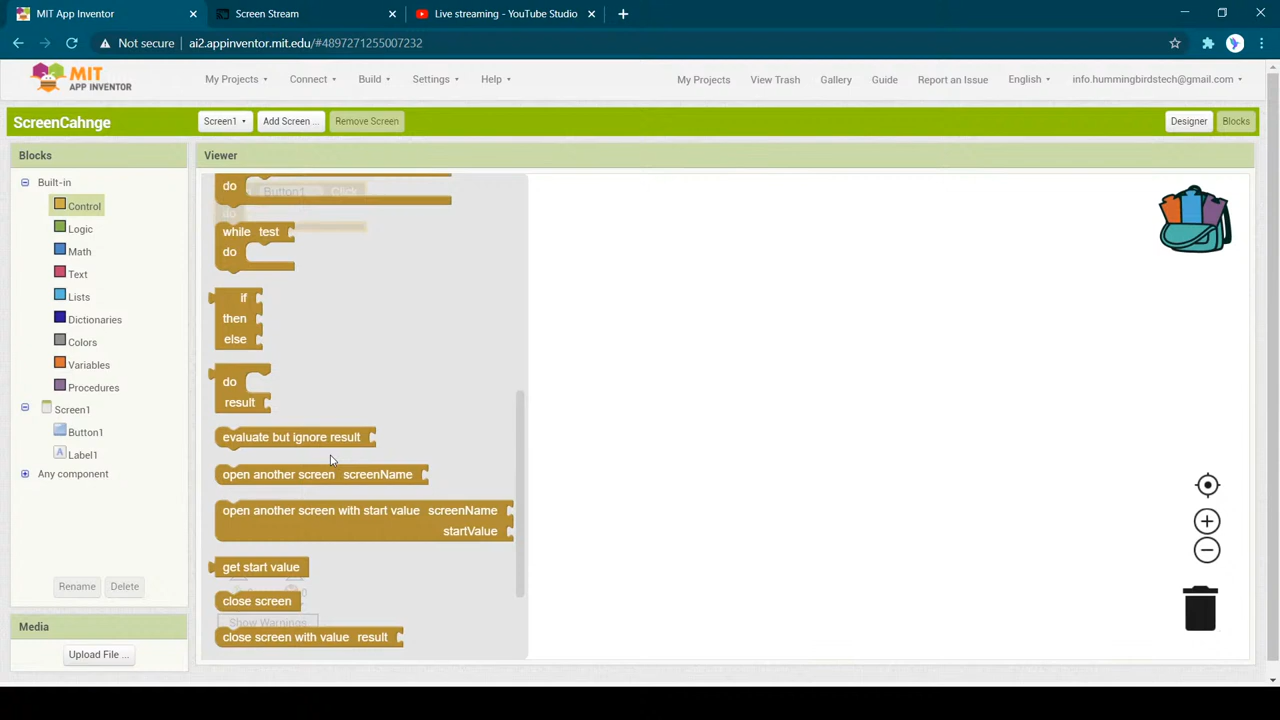 MIT App Inventor
Screen Stream
Live streaming - YouTube Studio
Not secure
ai2.appinventor.mit.edu/#4897271255007232
MIT
APP INVENTOR
My Projects
Connect
Build
Settings
Help
My Projects
View Trash
Gallery
Guide
Report an Issue
English
info.hummingbirdstech@gmail.com
ScreenCahnge
Screen1
Add Screen ...
Remove Screen
Designer
Blocks
Blocks
Viewer
Built-in
Control
Logic
Math
Text
Lists
Dictionaries
Colors
Variables
Procedures
Screen1
Button1
Label1
Any component
Rename
Delete
Media
Upload File ...
do
Button1 Click
do
while test
do
if
then
else
do
result
evaluate but ignore result
open another screen screenName
open another screen with start value screenName
startValue
get start value
close screen
Show Warnings
close screen with value result